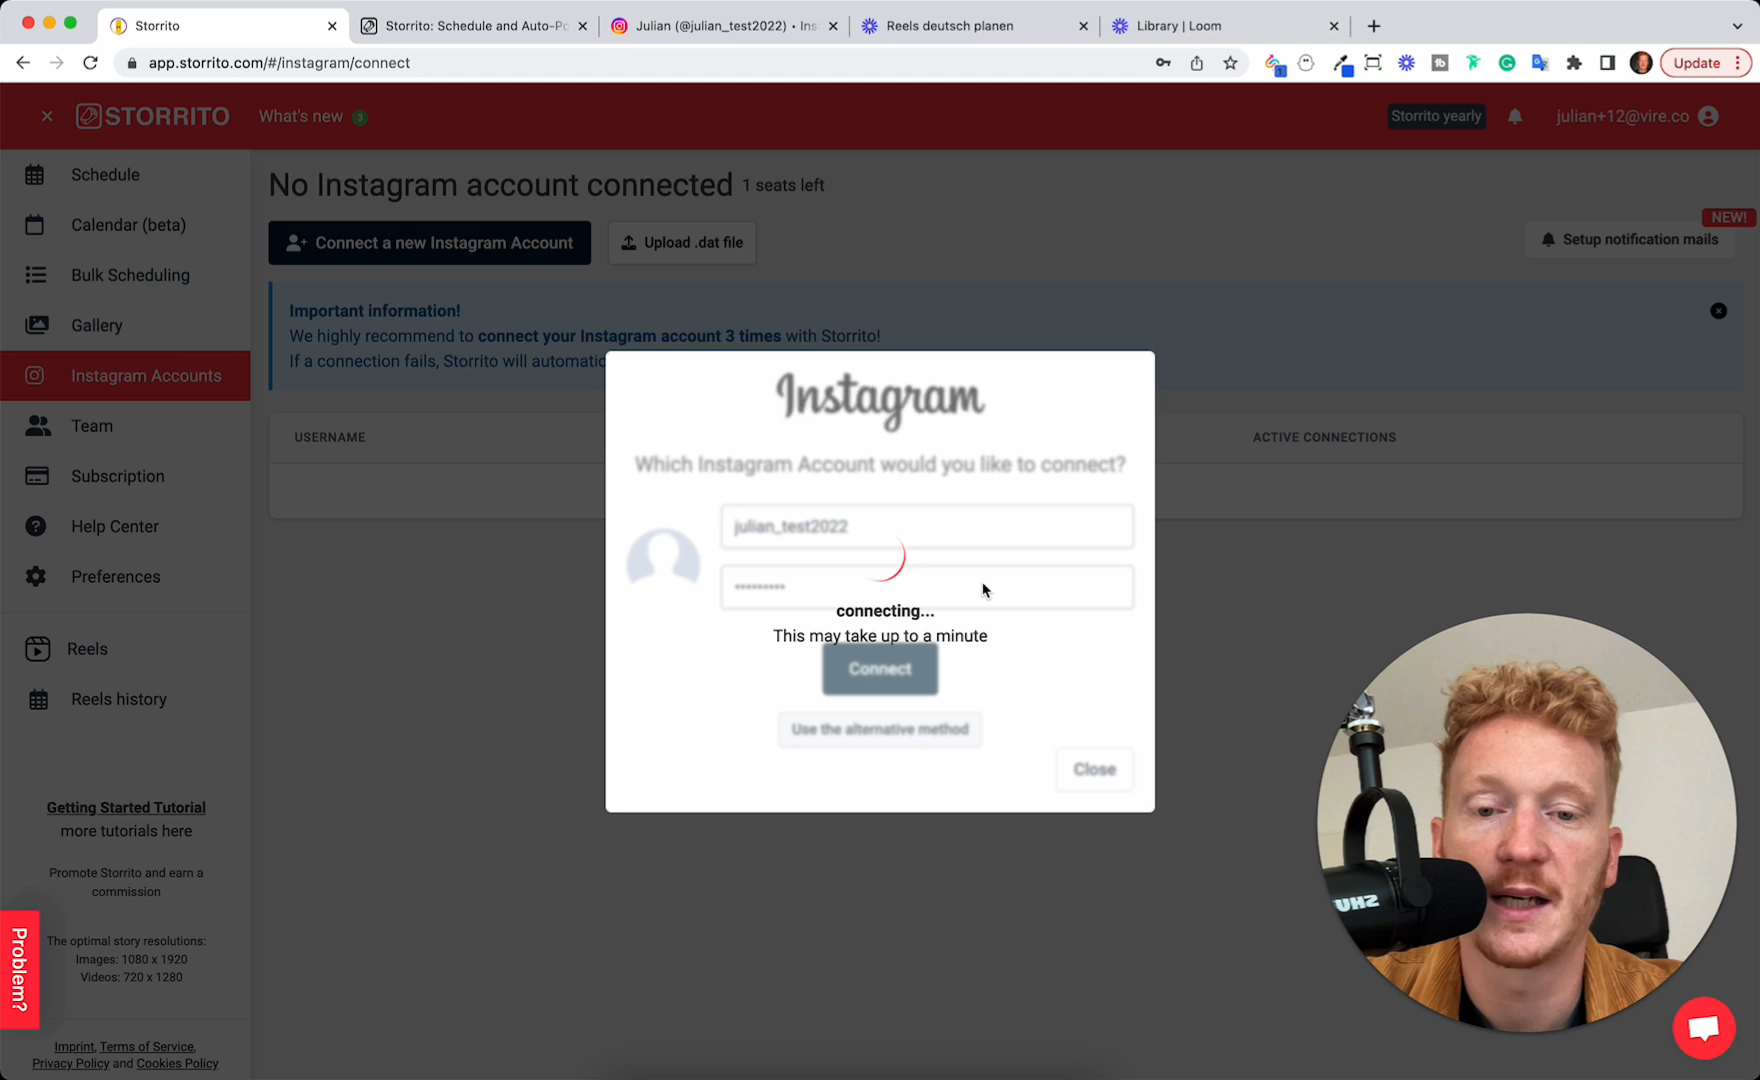 Storrito
Storrito: Schedule and Auto-Po
Julian (@julian_test2022) • Ins
Reels deutsch planen
Library | Loom
app.storrito.com/#/instagram/connect
1
Update
STORRITO
What's new 3
Storrito yearly
julian+12@vire.co
Schedule
Calendar (beta)
Bulk Scheduling
Gallery
Instagram Accounts
Team
Subscription
Help Center
Preferences
Reels
Reels history
Getting Started Tutorial
more tutorials here
Promote Storrito and earn a
commission
The optimal story resolutions:
Images: 1080 x 1920
Videos: 720 x 1280
Problem?
Imprint, Terms of Service,
Privacy Policy and Cookies Policy
No Instagram account connected 1 seats left
Connect a new Instagram Account
Upload .dat file
NEW!
Setup notification mails
Important information!
We highly recommend to connect your Instagram account 3 times with Storrito!
If a connection fails, Storrito will automatic
USERNAME
ACTIVE CONNECTIONS
Instagram
Which Instagram Account would you like to connect?
julian_test2022
•••••••••
connecting...
This may take up to a minute
Connect
Use the alternative method
Close
SHU